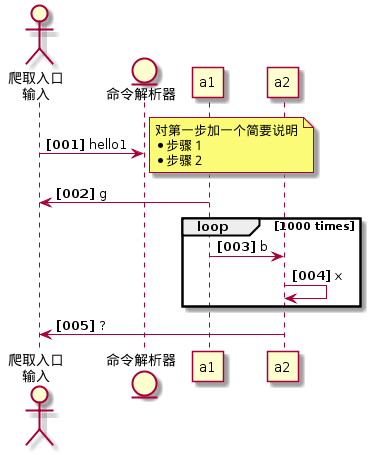 爬取入口
输入
命令解析器
a1
a2
[001] hello1
对第一步加一个简要说明
•步骤 1
•步骤 2
[002] g
loop
[1000 times]
[003] b
[004] x
[005] ?
爬取入口
输入
命令解析器
a1
a2